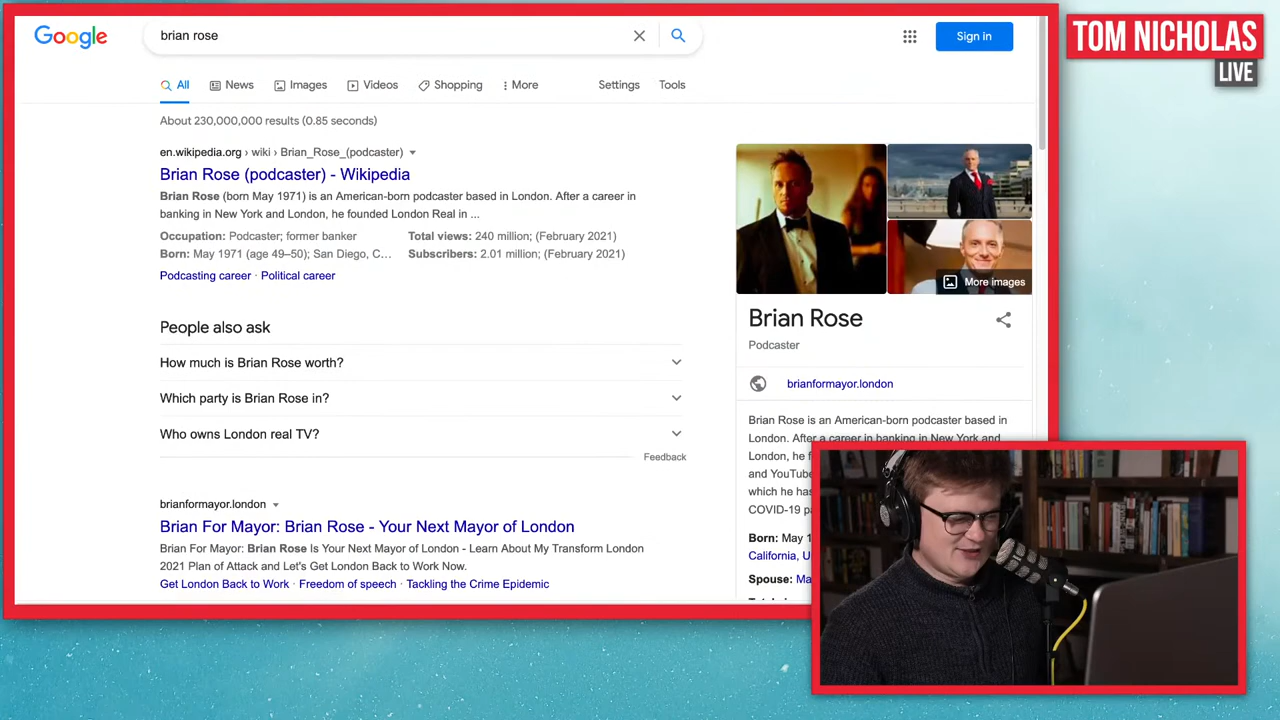 Google
brian rose
Sign in
TOM NICHOLAS
LIVE
All
News
Images
Videos
Shopping
More
Settings
Tools
About 230,000,000 results (0.85 seconds)
en.wikipedia.org › wiki › Brian_Rose_(podcaster)
Brian Rose (podcaster) - Wikipedia
Brian Rose (born May 1971) is an American-born podcaster based in London. After a career in
banking in New York and London, he founded London Real in ...
Occupation: Podcaster; former banker
Total views: 240 million; (February 2021)
Born: May 1971 (age 49–50); San Diego, C...
Subscribers: 2.01 million; (February 2021)
Podcasting career · Political career
People also ask
How much is Brian Rose worth?
Which party is Brian Rose in?
Who owns London real TV?
Feedback
brianformayor.london
Brian For Mayor: Brian Rose - Your Next Mayor of London
Brian For Mayor: Brian Rose Is Your Next Mayor of London - Learn About My Transform London
2021 Plan of Attack and Let's Get London Back to Work Now.
Get London Back to Work · Freedom of speech · Tackling the Crime Epidemic
More images
Brian Rose
Podcaster
brianformayor.london
Brian Rose is an American-born podcaster based in
London. After a career in banking in New York and
London, he f
and YouTube
which he has
COVID-19 pa
Born: May 1
California, U
Spouse: Ma